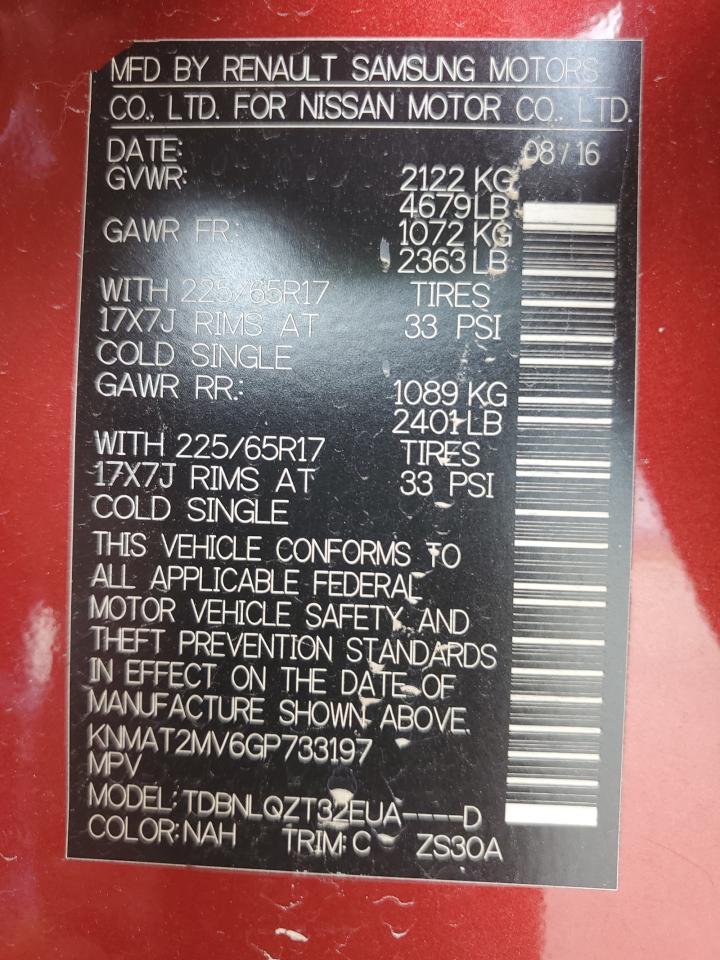 MFD BY RENAULT SAMSUNG MOTORS
CO., LTD. FOR NISSAN MOTOR CO., LTD.
DATE: 08/16
GVWR: 2122 KG
4679LB
GAWR FR: 1072 KG
2363 LB
WITH 225/65R17 TIRES
17X7J RIMS AT 33 PSI
COLD SINGLE
GAWR RR: 1089 KG
2401 LB
WITH 225/65R17 TIRES
17X7J RIMS AT 33 PSI
COLD SINGLE
THIS VEHICLE CONFORMS TO
ALL APPLICABLE FEDERAL
MOTOR VEHICLE SAFETY AND
THEFT PREVENTION STANDARDS
IN EFFECT ON THE DATE OF
MANUFACTURE SHOWN ABOVE.
KNMAT2MV6GP733197
MPV
MODEL: TDBNLQZT32EUA----D
COLOR: NAH TRIM: C ZS30A